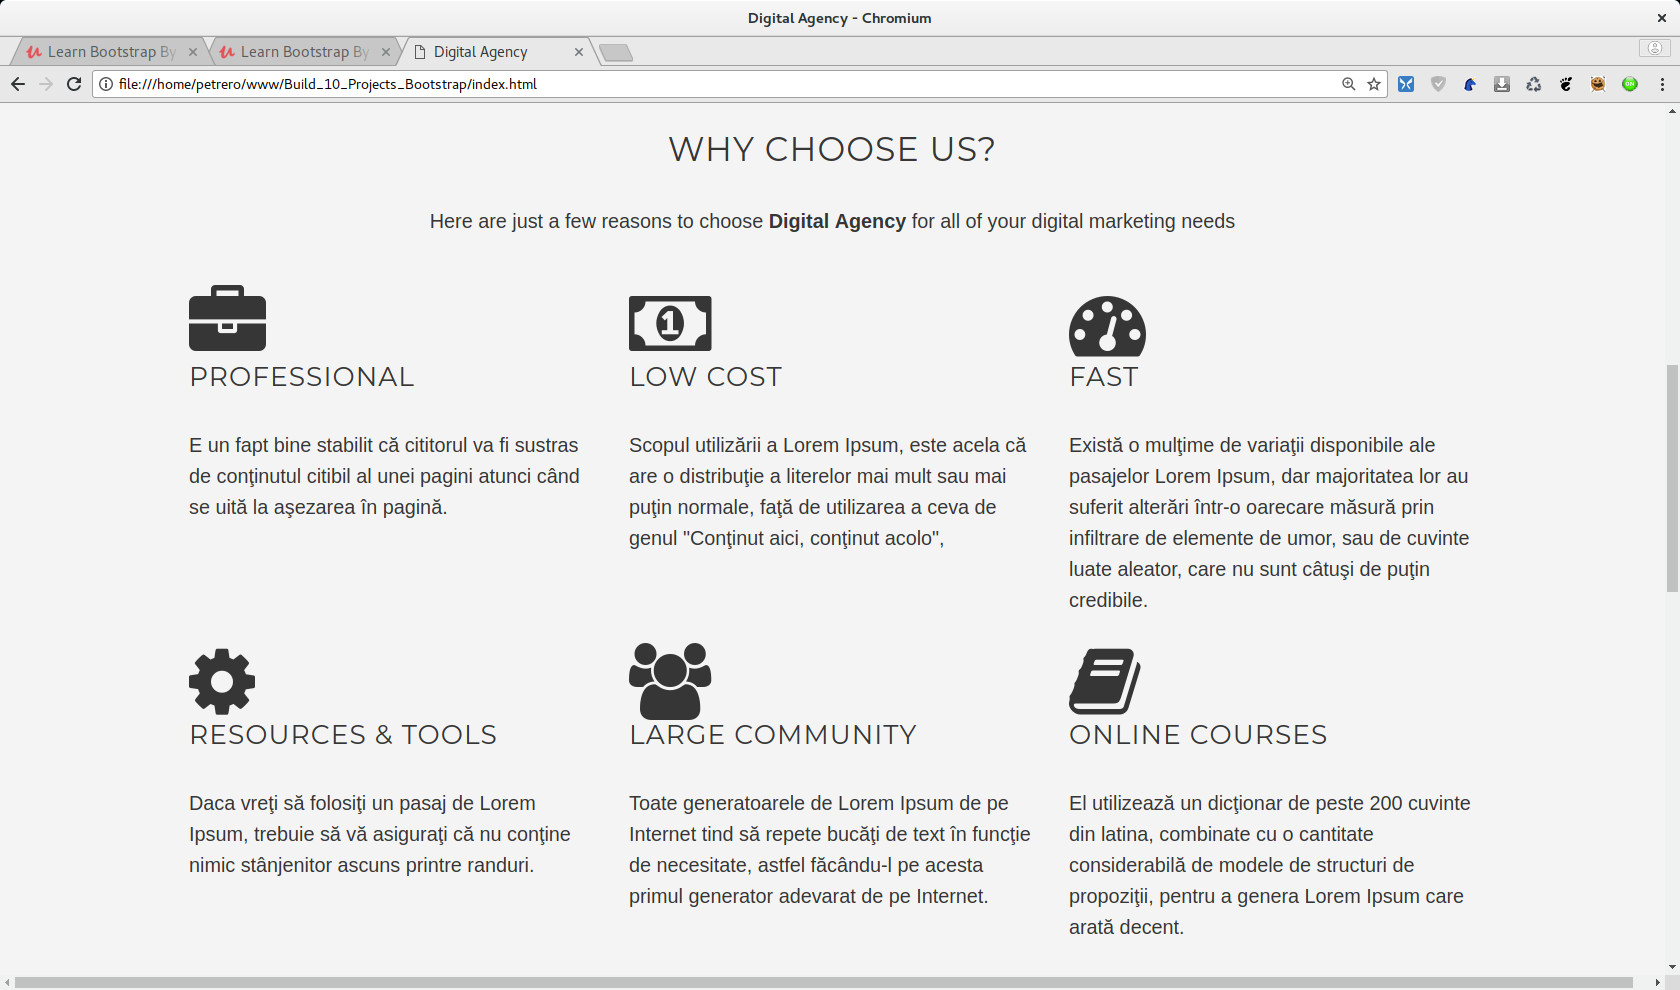 Digital Agency - Chromium
Learn Bootstrap By
Learn Bootstrap By
Digital Agency
file:///home/petrero/www/Build_10_Projects_Bootstrap/index.html
ON
WHY CHOOSE US?
Here are just a few reasons to choose Digital Agency for all of your digital marketing needs
1
PROFESSIONAL
E un fapt bine stabilit că cititorul va fi sustras
de conţinutul citibil al unei pagini atunci când
se uită la aşezarea în pagină.
LOW COST
Scopul utilizării a Lorem Ipsum, este acela că
are o distribuţie a literelor mai mult sau mai
puţin normale, faţă de utilizarea a ceva de
genul "Conţinut aici, conţinut acolo",
FAST
Există o mulţime de variaţii disponibile ale
pasajelor Lorem Ipsum, dar majoritatea lor au
suferit alterări într-o oarecare măsură prin
infiltrare de elemente de umor, sau de cuvinte
luate aleator, care nu sunt câtuşi de puţin
credibile.
RESOURCES & TOOLS
Daca vreţi să folosiţi un pasaj de Lorem
Ipsum, trebuie să vă asiguraţi că nu conţine
nimic stânjenitor ascuns printre randuri.
LARGE COMMUNITY
Toate generatoarele de Lorem Ipsum de pe
Internet tind să repete bucăţi de text în funcţie
de necesitate, astfel făcându-l pe acesta
primul generator adevarat de pe Internet.
ONLINE COURSES
El utilizează un dicţionar de peste 200 cuvinte
din latina, combinate cu o cantitate
considerabilă de modele de structuri de
propoziţii, pentru a genera Lorem Ipsum care
arată decent.